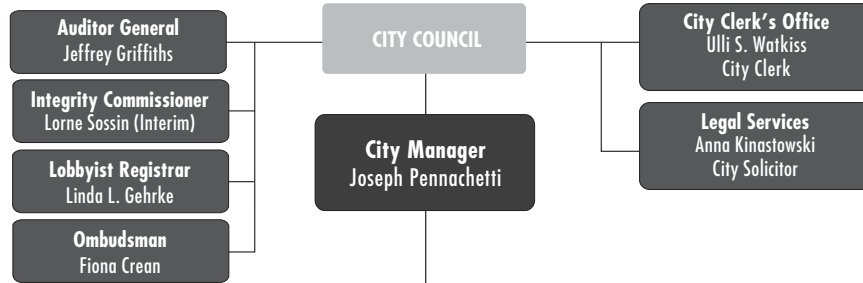 Auditor General
Jeffrey Griffiths
Integrity Commissioner
Lorne Sossin (Interim)
Lobbyist Registrar
Linda L. Gehrke
Ombudsman
Fiona Crean
CITY COUNCIL
City Manager
Joseph Pennachetti
City Clerk's Office
Ulli S. Watkiss
City Clerk
Legal Services
Anna Kinastowski
City Solicitor